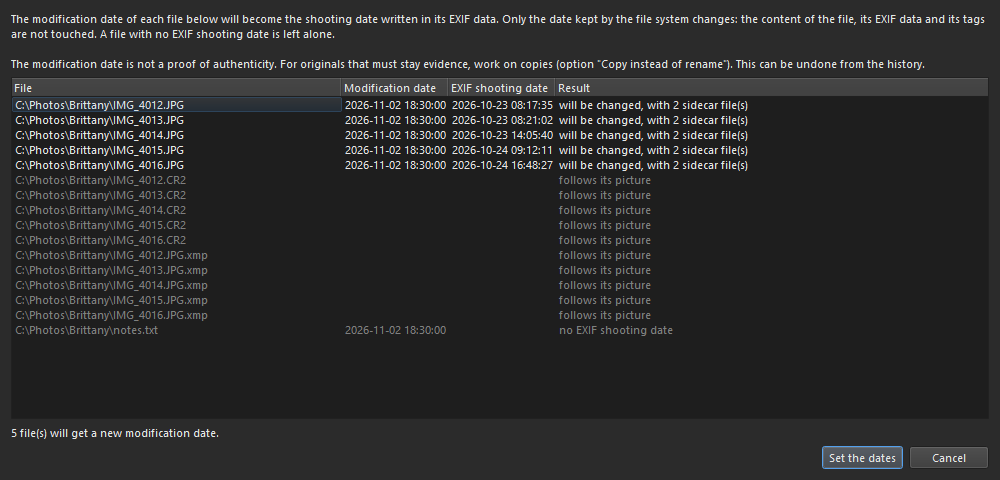 The modification date of each file below will become the shooting date written in its EXIF data. Only the date kept by the file system changes: the content of the file, its EXIF data and its tags
are not touched. A file with no EXIF shooting date is left alone.
The modification date is not a proof of authenticity. For originals that must stay evidence, work on copies (option "Copy instead of rename"). This can be undone from the history.
File Modification date EXIF shooting date Result
C:\Photos\Brittany\IMG_4012.JPG 2026-11-02 18:30:00 2026-10-23 08:17:35 will be changed, with 2 sidecar file(s)
C:\Photos\Brittany\IMG_4013.JPG 2026-11-02 18:30:00 2026-10-23 08:21:02 will be changed, with 2 sidecar file(s)
C:\Photos\Brittany\IMG_4014.JPG 2026-11-02 18:30:00 2026-10-23 14:05:40 will be changed, with 2 sidecar file(s)
C:\Photos\Brittany\IMG_4015.JPG 2026-11-02 18:30:00 2026-10-24 09:12:11 will be changed, with 2 sidecar file(s)
C:\Photos\Brittany\IMG_4016.JPG 2026-11-02 18:30:00 2026-10-24 16:48:27 will be changed, with 2 sidecar file(s)
C:\Photos\Brittany\IMG_4012.CR2 follows its picture
C:\Photos\Brittany\IMG_4013.CR2 follows its picture
C:\Photos\Brittany\IMG_4014.CR2 follows its picture
C:\Photos\Brittany\IMG_4015.CR2 follows its picture
C:\Photos\Brittany\IMG_4016.CR2 follows its picture
C:\Photos\Brittany\IMG_4012.JPG.xmp follows its picture
C:\Photos\Brittany\IMG_4013.JPG.xmp follows its picture
C:\Photos\Brittany\IMG_4014.JPG.xmp follows its picture
C:\Photos\Brittany\IMG_4015.JPG.xmp follows its picture
C:\Photos\Brittany\IMG_4016.JPG.xmp follows its picture
C:\Photos\Brittany\notes.txt 2026-11-02 18:30:00 no EXIF shooting date
5 file(s) will get a new modification date.
Set the dates Cancel